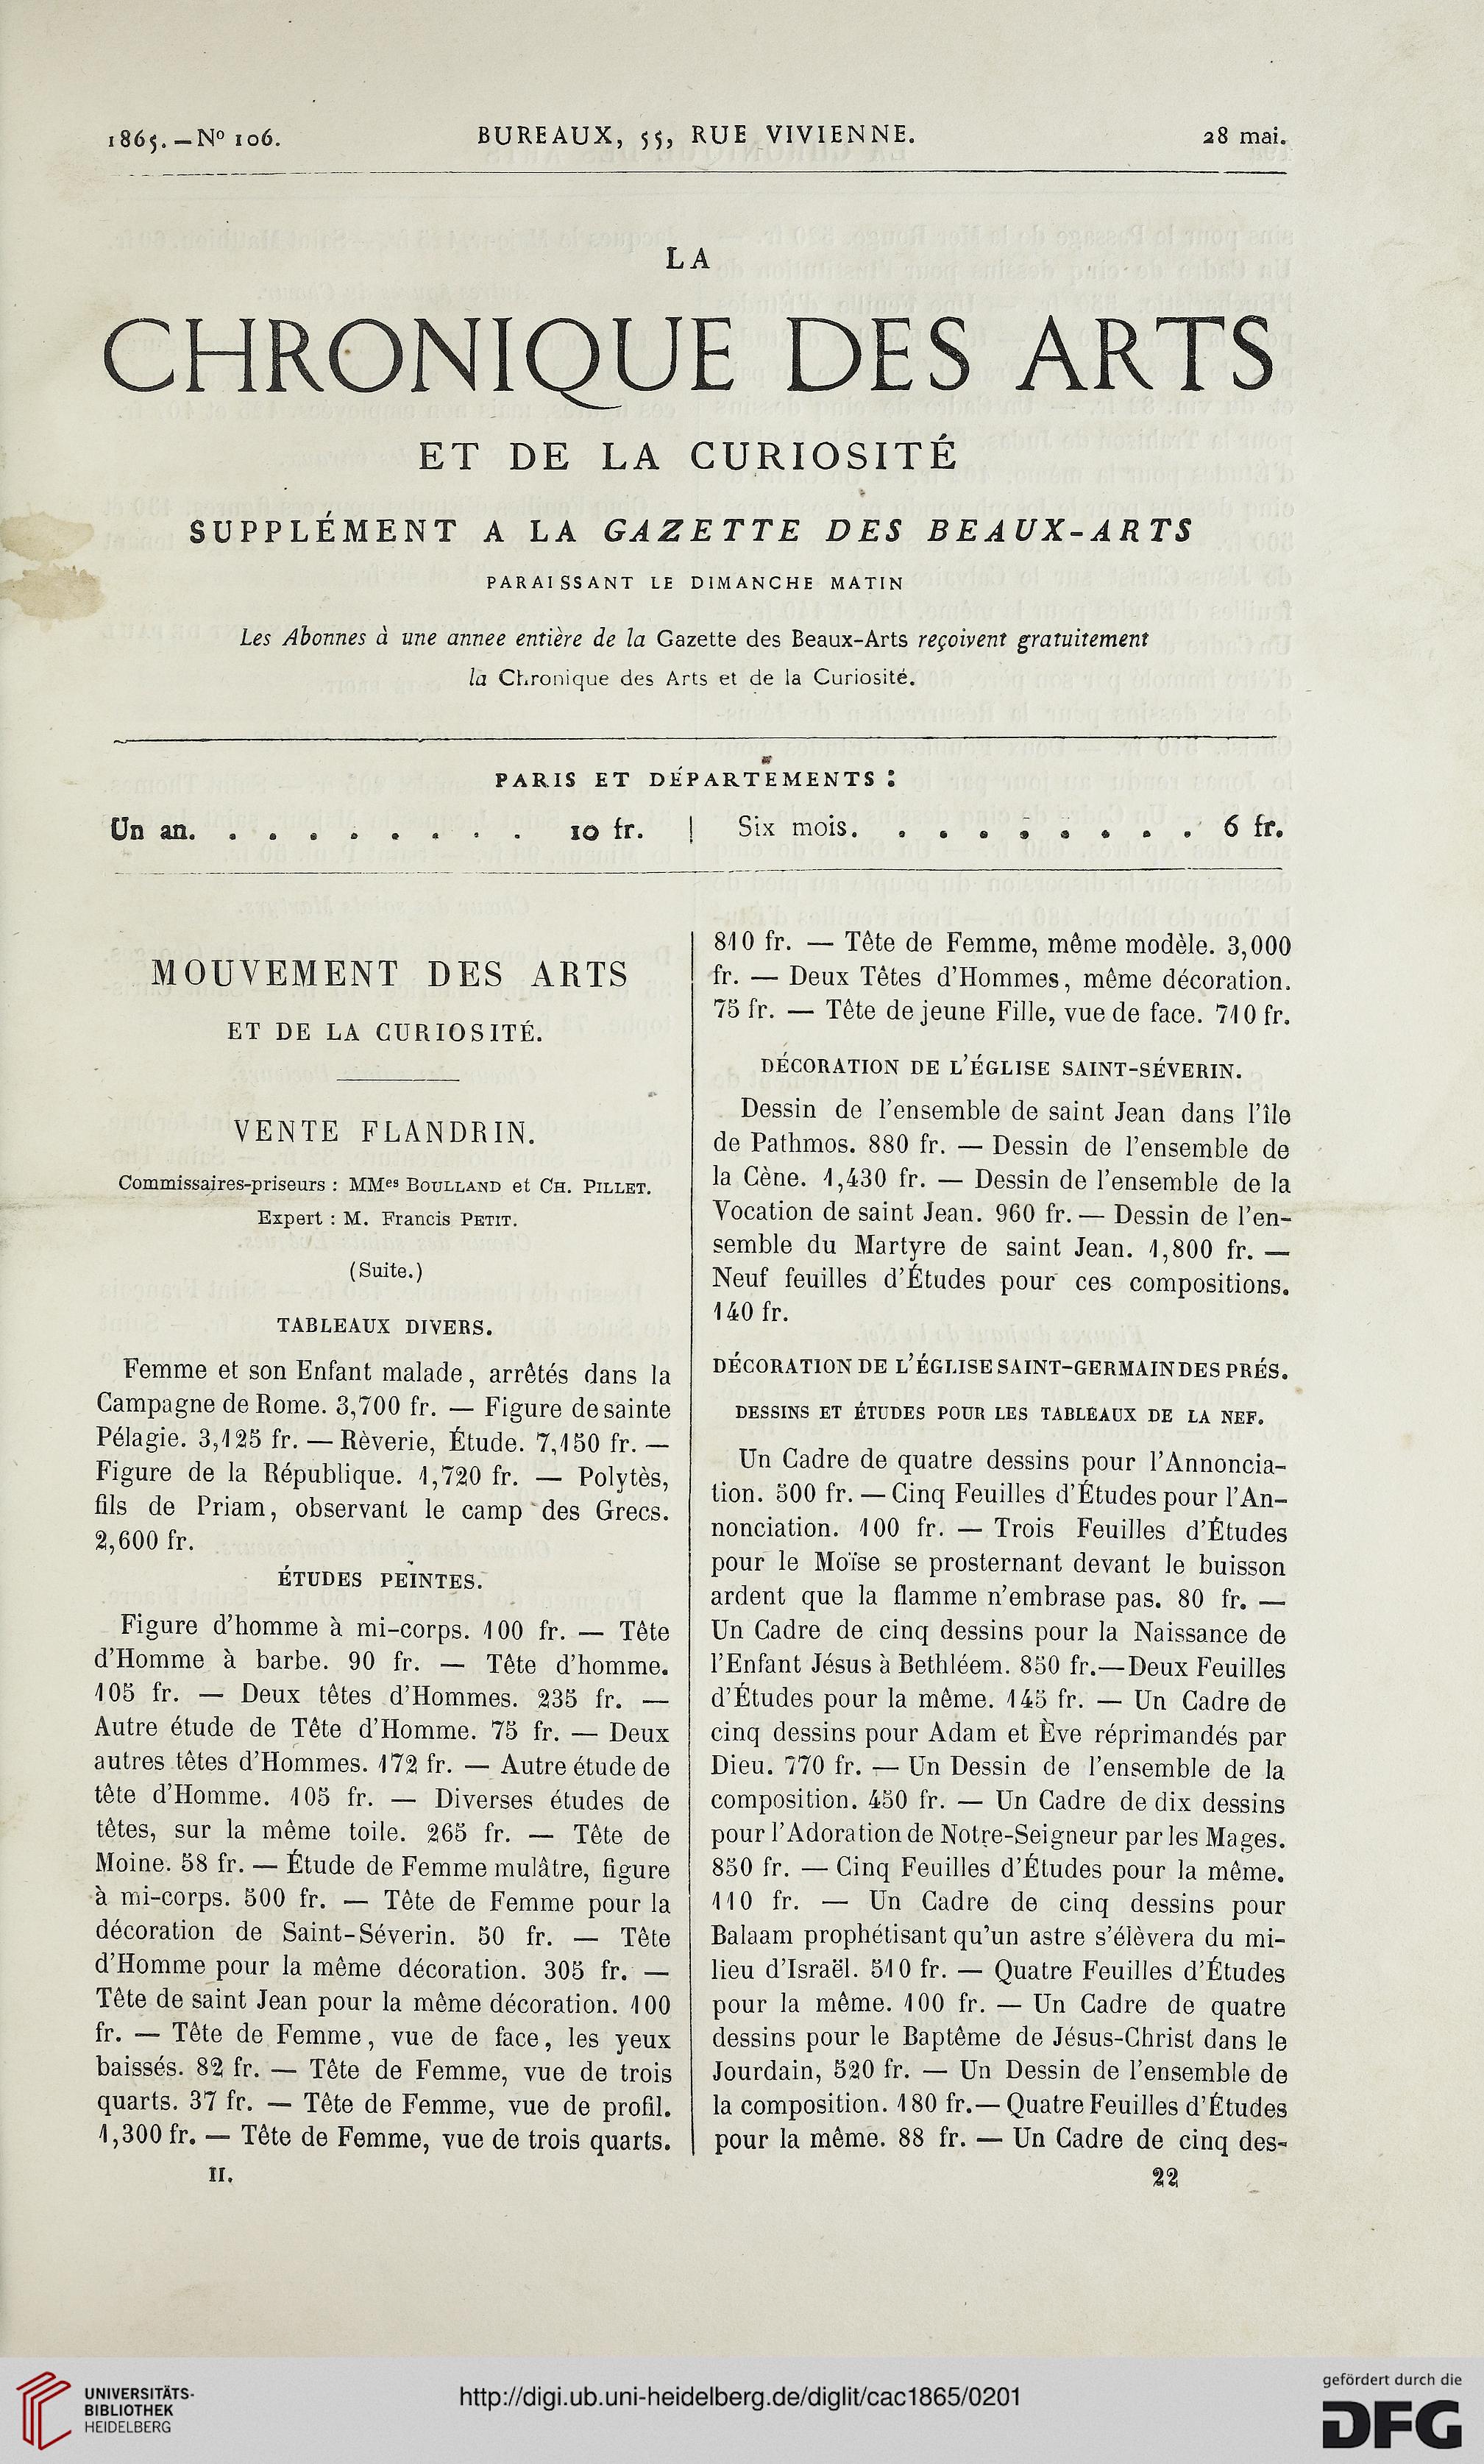 1865. — Nº 106.
BUREAUX, 55, RUE VIVIENNE.
28 mai.
LA
CHRONIQUE DES ARTS
ET DE LA CURIOSITÉ
SUPPLÉMENT A LA GAZETTE DES BEAUX-ARTS
PARAISSANT LE DIMANCHE MATIN
Les Abonnes à une annee entière de la Gazette des Beaux-Arts reçoivent gratuitement
la Chronique des Arts et de la Curiosité.
PARIS ET DÉPARTEMENTS :
Un an. . . . . . . . . 10 fr. | Six mois. . . . . . . . . 6 fr.
MOUVEMENT DES ARTS
ET DE LA CURIOSITÉ.
VENTE FLANDRIN.
Commissaires-priseurs : MMes BOULLAND et CH. PILLET.
Expert : M. Francis PETIT.
(Suite.)
TABLEAUX DIVERS.
Femme et son Enfant malade, arrêtés dans la
Campagne de Rome. 3,700 fr. — Figure de sainte
Pélagie. 3,125 fr. — Rèverie, Étude. 7,150 fr. —
Figure de la République. 1,720 fr. — Polytès,
fils de Priam, observant le camp des Grecs.
2,600 fr.
ÉTUDES PEINTES.
Figure d'homme à mi-corps. 100 fr. — Tête
d'Homme à barbe. 90 fr. — Tête d'homme.
105 fr. — Deux têtes d'Hommes. 235 fr. —
Autre étude de Tête d'Homme. 75 fr. — Deux
autres têtes d'Hommes. 172 fr. — Autre étude de
tête d'Homme. 105 fr. — Diverses études de
têtes, sur la même toile. 265 fr. — Tête de
Moine. 58 fr. — Étude de Femme mulâtre, figure
à mi-corps. 500 fr. — Tête de Femme pour la
décoration de Saint-Séverin. 50 fr. — Tête
d'Homme pour la même décoration. 305 fr. —
Tête de saint Jean pour la même décoration. 100
fr. — Tête de Femme, vue de face, les yeux
baissés. 82 fr. — Tête de Femme, vue de trois
quarts. 37 fr. — Tête de Femme, vue de profil.
1,300 fr. — Tête de Femme, vue de trois quarts.
II.
810 fr. — Tête de Femme, même modèle. 3,000
fr. — Deux Têtes d'Hommes, même décoration.
75 fr. — Tête de jeune Fille, vue de face. 710 fr.
DÉCORATION DE L'ÉGLISE SAINT-SÉVERIN.
Dessin de l'ensemble de saint Jean dans l'île
de Pathmos. 880 fr. — Dessin de l'ensemble de
la Cène. 1,430 fr. — Dessin de l'ensemble de la
Vocation de saint Jean. 960 fr. — Dessin de l'en-
semble du Martyre de saint Jean. 1,800 fr. —
Neuf feuilles d'Études pour ces compositions.
140 fr.
DÉCORATION DE L'ÉGLISE SAINT-GERMAIN DES PRÉS.
DESSINS ET ÉTUDES POUR LES TABLEAUX DE LA NEF.
Un Cadre de quatre dessins pour l'Annoncia-
tion. 500 fr. — Cinq Feuilles d'Études pour l'An-
nonciation. 100 fr. — Trois Feuilles d'Études
pour le Moïse se prosternant devant le buisson
ardent que la flamme n'embrase pas. 80 fr. —
Un Cadre de cinq dessins pour la Naissance de
l'Enfant Jésus à Bethléem. 850 fr. — Deux Feuilles
d'Études pour la même. 145 fr. — Un Cadre de
cinq dessins pour Adam et Ève réprimandés par
Dieu. 770 fr. — Un Dessin de l'ensemble de la
composition. 450 fr. — Un Cadre de dix dessins
pour l'Adoration de Notre-Seigneur par les Mages.
850 fr. — Cinq Feuilles d'Études pour la même.
110 fr. — Un Cadre de cinq dessins pour
Balaam prophétisant qu'un astre s'élèvera du mi-
lieu d'Israël. 510 fr. — Quatre Feuilles d'Études
pour la même. 100 fr. — Un Cadre de quatre
dessins pour le Baptême de Jésus-Christ dans le
Jourdain, 520 fr. — Un Dessin de l'ensemble de
la composition. 180 fr. — Quatre Feuilles d'Études
pour la même. 88 fr. — Un Cadre de cinq des-
22
UNIVERSITÄTS-
BIBLIOTHEK
HEIDELBERG
http://digi.ub.uni-heidelberg.de/diglit/cac1865/0201
gefördert durch die
DFG